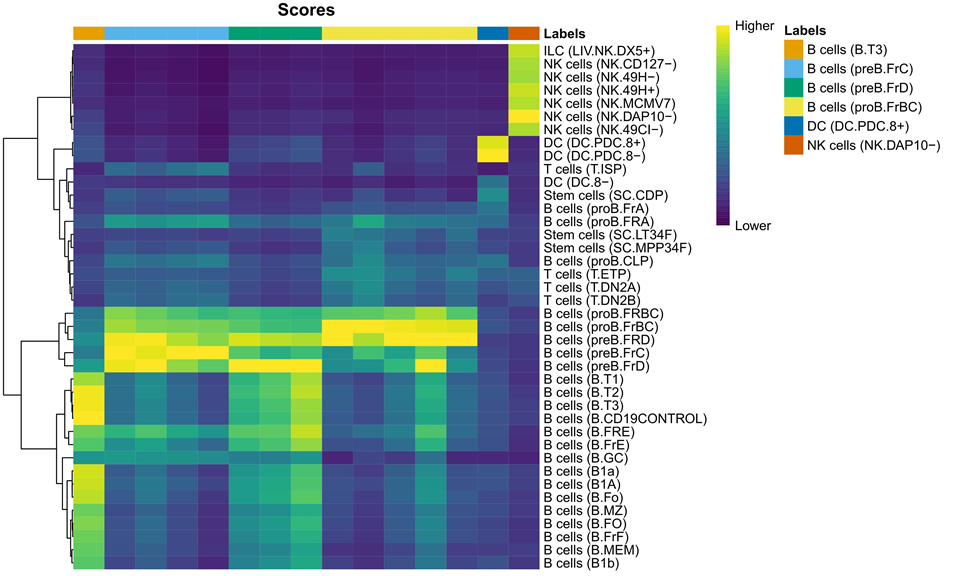 Scores
Labels
ILC (LIV.NK.DX5+)
NK cells (NK.CD127−)
NK cells (NK.49H−)
NK cells (NK.49H+)
NK cells (NK.MCMV7)
NK cells (NK.DAP10−)
NK cells (NK.49CI−)
DC (DC.PDC.8+)
DC (DC.PDC.8−)
T cells (T.ISP)
DC (DC.8−)
Stem cells (SC.CDP)
B cells (proB.FrA)
B cells (proB.FRA)
Stem cells (SC.LT34F)
Stem cells (SC.MPP34F)
B cells (proB.CLP)
T cells (T.ETP)
T cells (T.DN2A)
T cells (T.DN2B)
B cells (proB.FRBC)
B cells (proB.FrBC)
B cells (preB.FRD)
B cells (preB.FrC)
B cells (preB.FrD)
B cells (B.T1)
B cells (B.T2)
B cells (B.T3)
B cells (B.CD19CONTROL)
B cells (B.FRE)
B cells (B.FrE)
B cells (B.GC)
B cells (B1a)
B cells (B1A)
B cells (B.Fo)
B cells (B.MZ)
B cells (B.FO)
B cells (B.FrF)
B cells (B.MEM)
B cells (B1b)
Higher
Lower
Labels
B cells (B.T3)
B cells (preB.FrC)
B cells (preB.FrD)
B cells (proB.FrBC)
DC (DC.PDC.8+)
NK cells (NK.DAP10−)